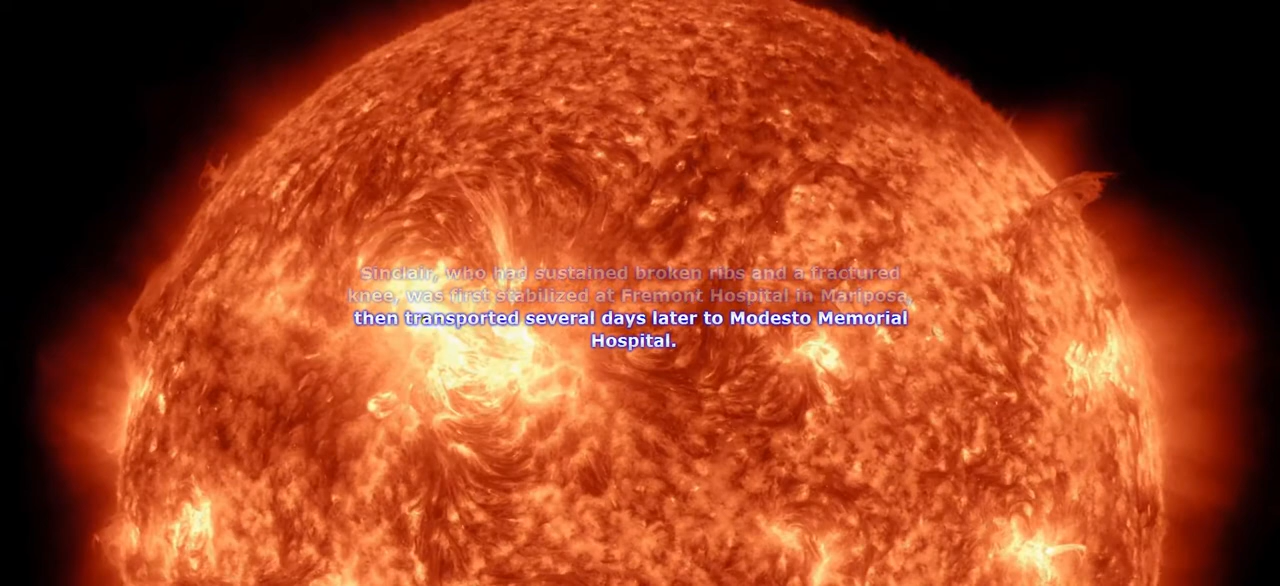 Sinclair, who had sustained broken ribs and a fractured
knee, was first stabilized at Fremont Hospital in Mariposa,
then transported several days later to Modesto Memorial
Hospital.